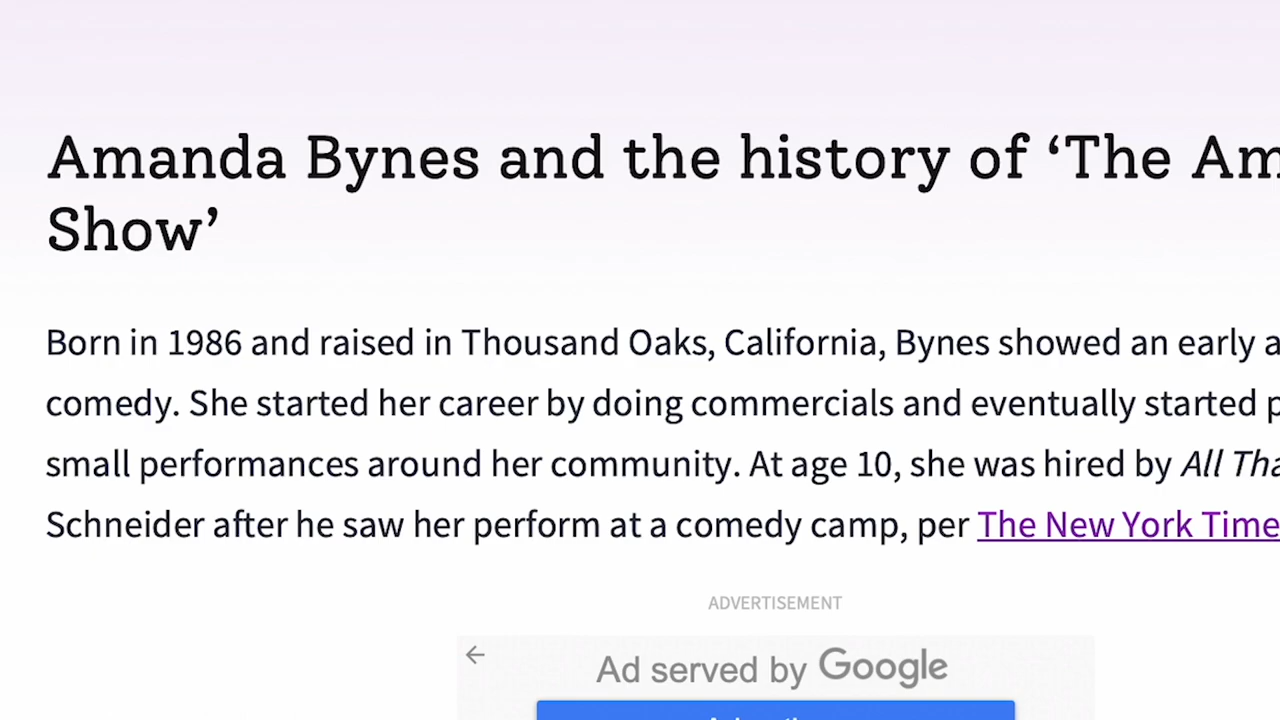 Amanda Bynes and the history of ‘The Am
Show’
Born in 1986 and raised in Thousand Oaks, California, Bynes showed an early a
comedy. She started her career by doing commercials and eventually started p
small performances around her community. At age 10, she was hired by All Tha
Schneider after he saw her perform at a comedy camp, per The New York Time
ADVERTISEMENT
Ad served by Google